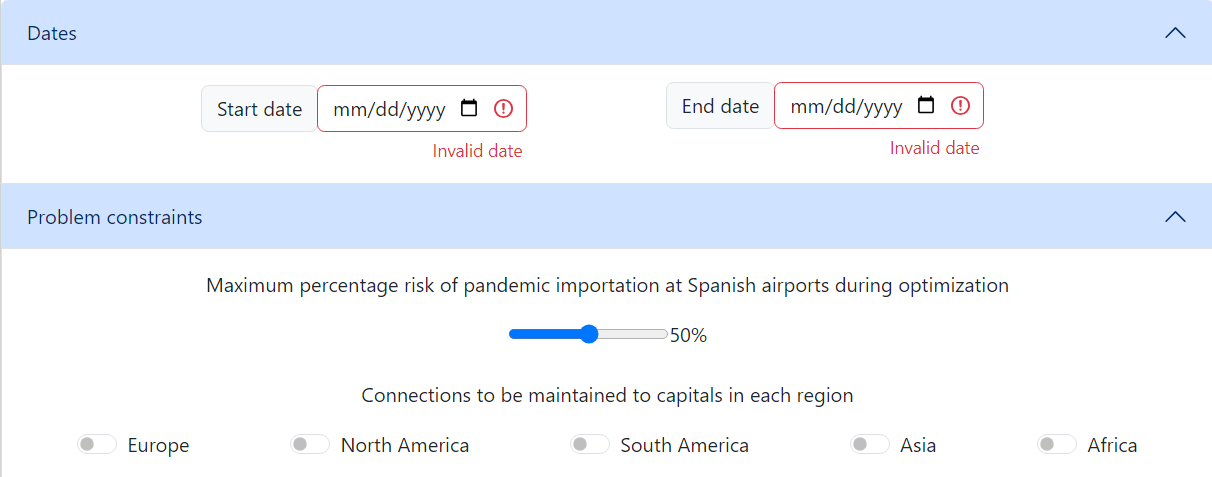 Dates
Start date mm/dd/yyyy
End date mm/dd/yyyy
Invalid date
Invalid date
Problem constraints
Maximum percentage risk of pandemic importation at Spanish airports during optimization
50%
Connections to be maintained to capitals in each region
Europe North America South America Asia Africa